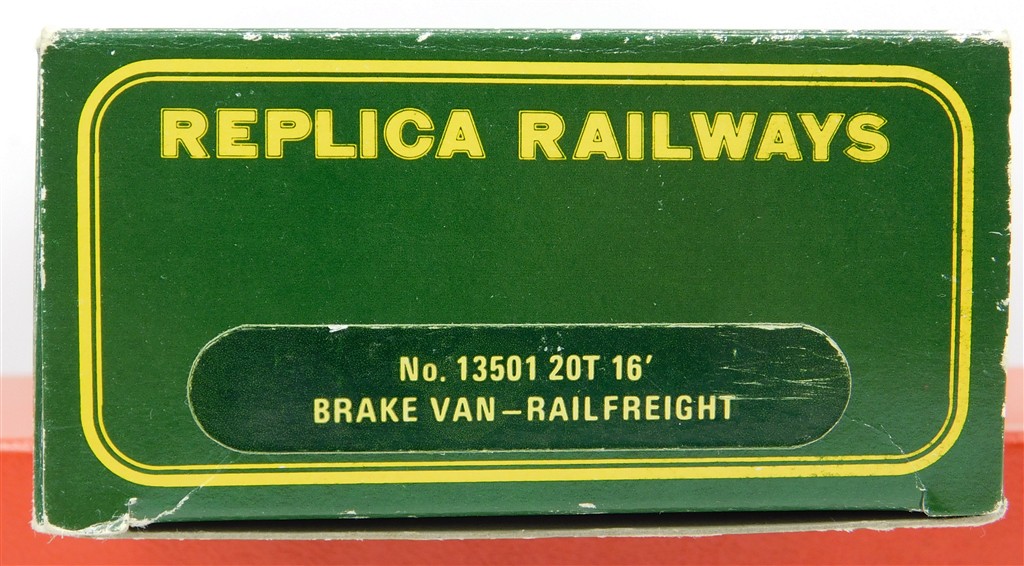 REPLICA RAILWAYS
No. 13501 20T 16′
BRAKE VAN–RAILFREIGHT